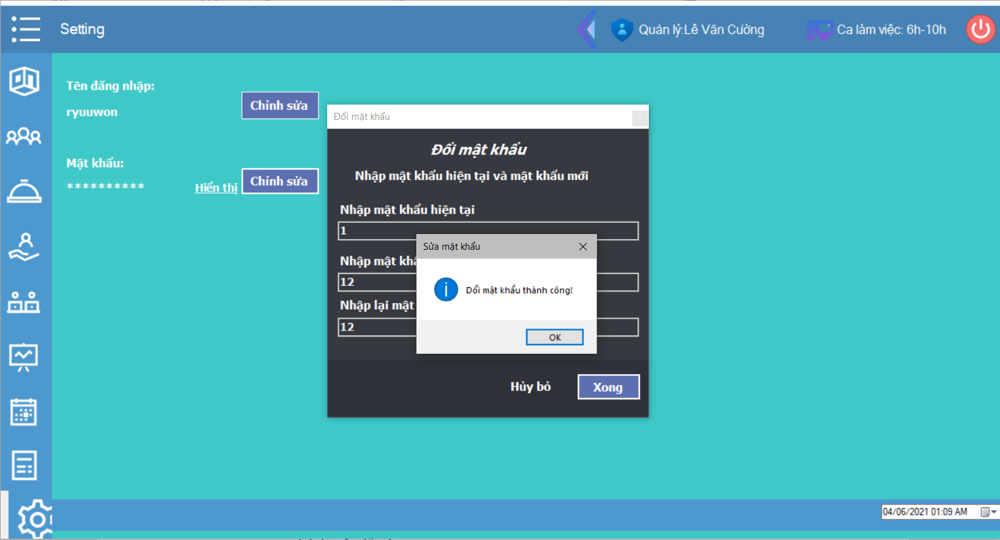 Setting
Quản lý:Lê Văn Cường
Ca làm việc: 6h-10h
Tên đăng nhập:
ryuuwon
Chỉnh sửa
Mật khẩu:
**********
Hiển thị
Chỉnh sửa
Đổi mật khẩu
Đổi mật khẩu
Nhập mật khẩu hiện tại và mật khẩu mới
Nhập mật khẩu hiện tại
1
Nhập mật
12
Nhập lại mật
12
Sửa mật khẩu
Dổi mật khẩu thành công!
OK
Hủy bỏ
Xong
04/06/2021 01:09 AM